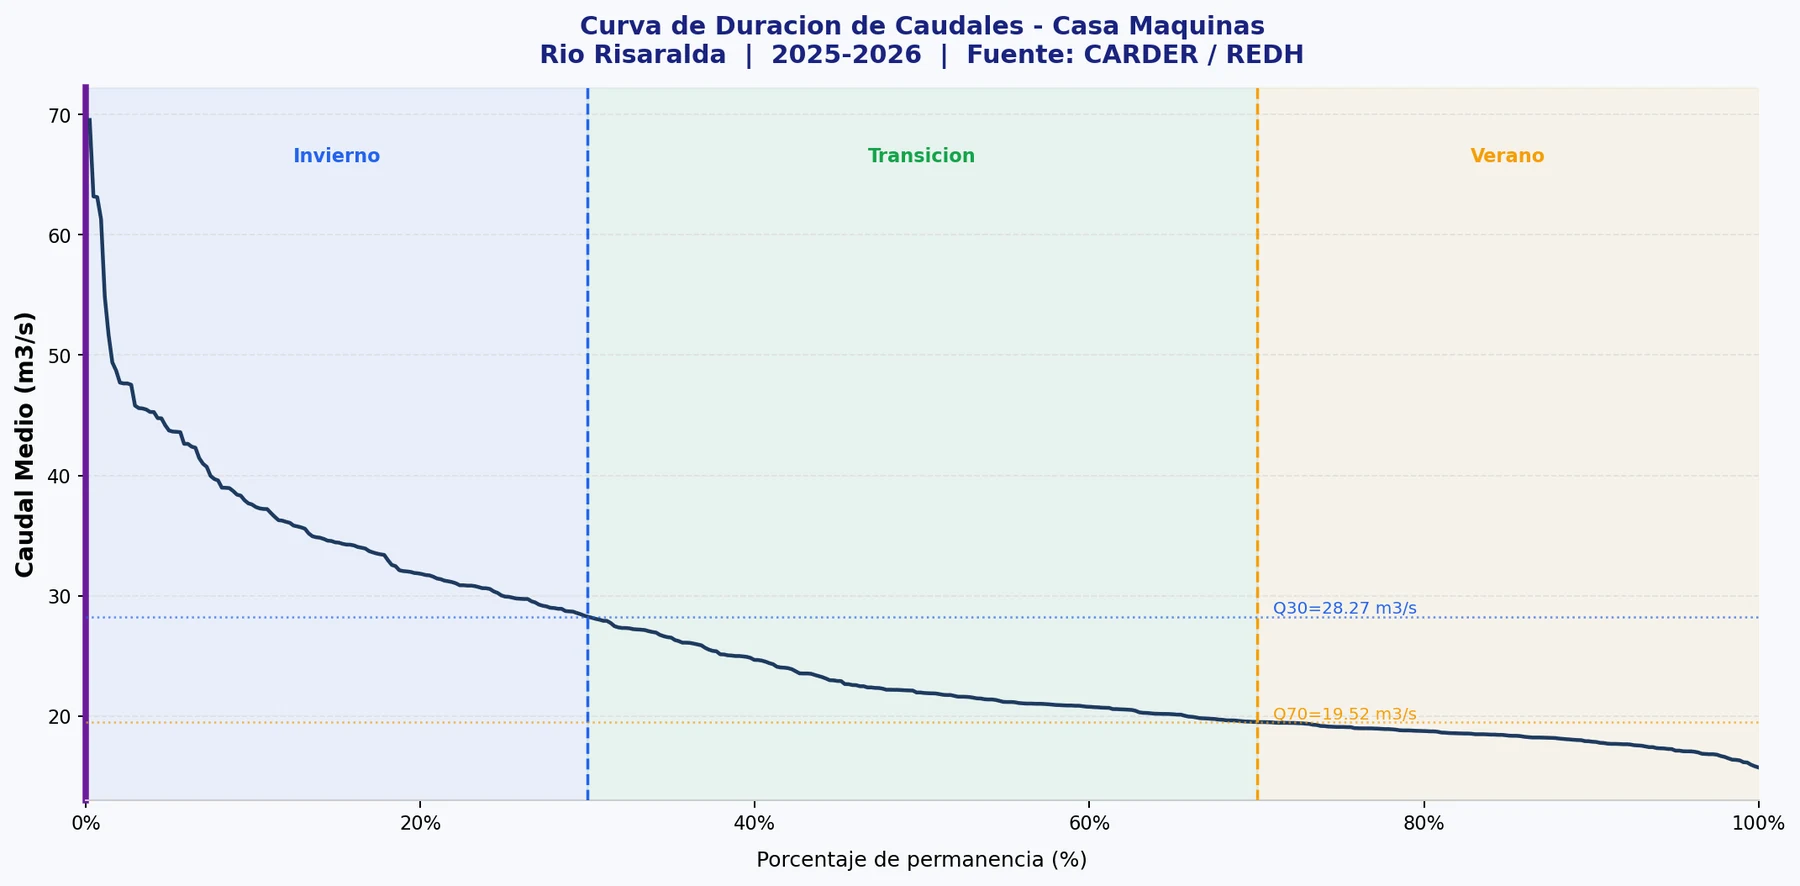 Curva de Duracion de Caudales - Casa Maquinas
Rio Risaralda | 2025-2026 | Fuente: CARDER / REDH
Invierno
Transicion
Verano
Caudal Medio (m3/s)
70
60
50
40
30
20
Q30=28.27 m3/s
Q70=19.52 m3/s
0%
20%
40%
60%
80%
100%
Porcentaje de permanencia (%)